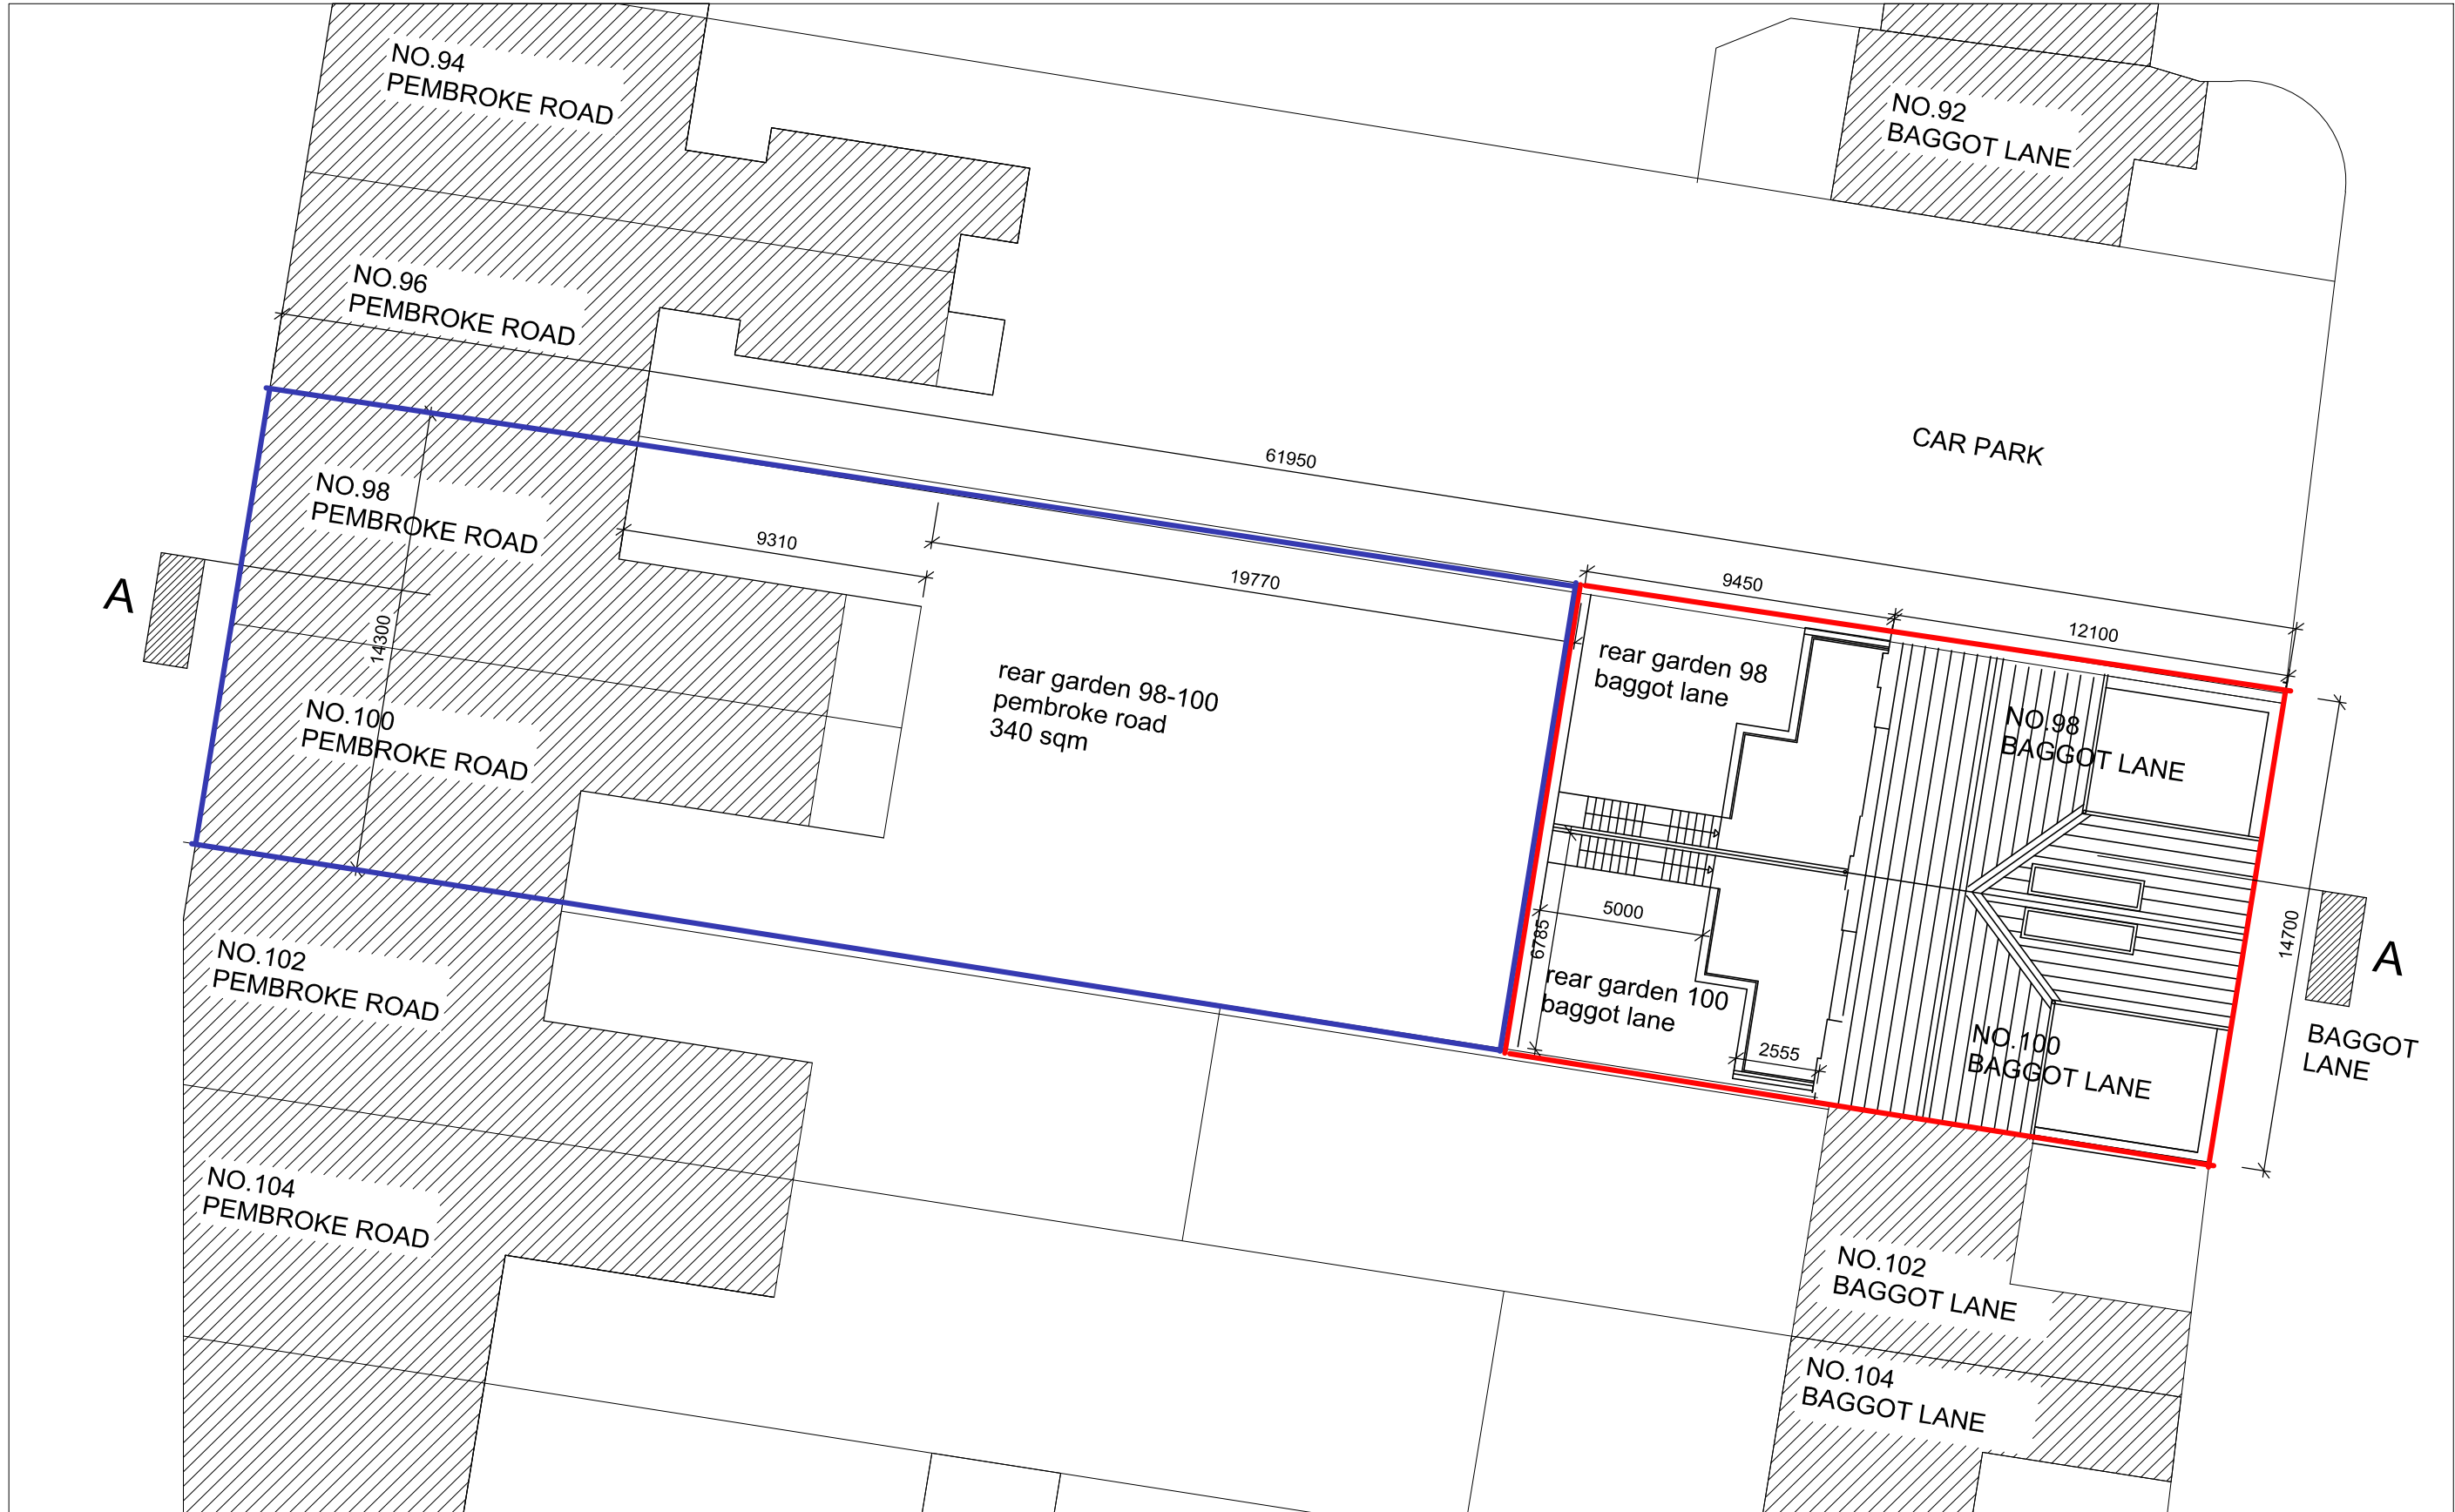 NO.94
PEMBROKE ROAD
NO.92
BAGGOT LANE
NO.96
PEMBROKE ROAD
CAR PARK
61950
NO.98
PEMBROKE ROAD
9310
19770
9450
12100
A
14300
rear garden 98-100
pembroke road
340 sqm
rear garden 98
baggot lane
NO.98
BAGGOT LANE
NO.100
PEMBROKE ROAD
5000
6785
14700
A
NO.102
PEMBROKE ROAD
rear garden 100
baggot lane
2555
NO.100
BAGGOT LANE
BAGGOT
LANE
NO.104
PEMBROKE ROAD
NO.102
BAGGOT LANE
NO.104
BAGGOT LANE